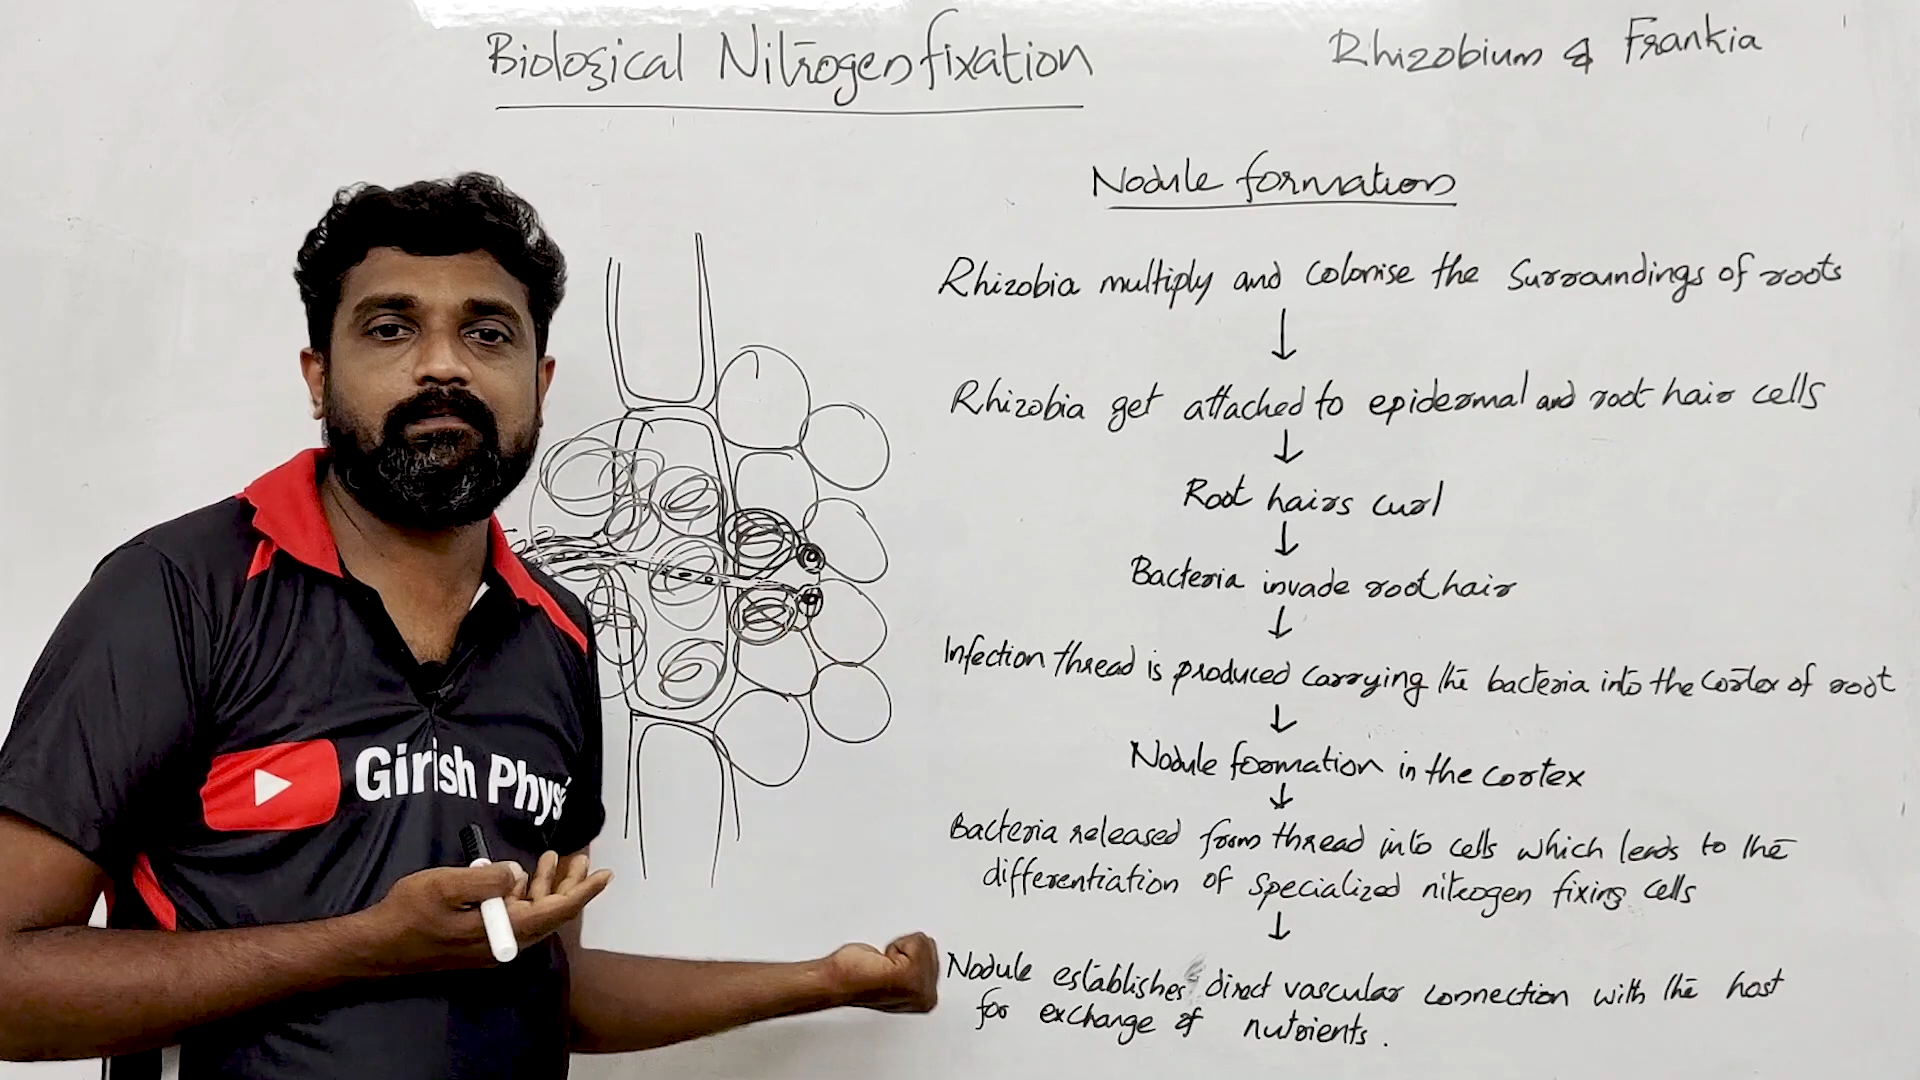 Biological Nitrogen fixation
Rhizobium & Frankia
Nodule formation
Rhizobia multiply and colonise the surroundings of roots
Rhizobia get attached to epidermal and root hair cells
Root hairs curl
Bacteria invade root hair
Infection thread is produced carrying the bacteria into the cortex of root
Nodule formation in the cortex
Bacteria released from thread into cells which leads to the
differentiation of specialized nitrogen fixing cells
Nodule establishes direct vascular connection with the host
for exchange of nutrients.
Girish Phys